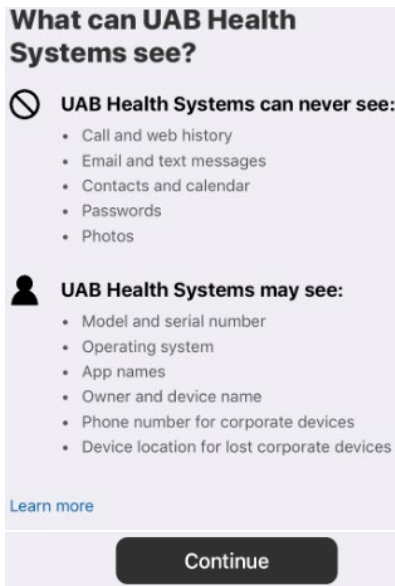 What can UAB Health
Systems see?
UAB Health Systems can never see:
• Call and web history
• Email and text messages
• Contacts and calendar
• Passwords
• Photos
UAB Health Systems may see:
• Model and serial number
• Operating system
• App names
• Owner and device name
• Phone number for corporate devices
• Device location for lost corporate devices
Learn more
Continue